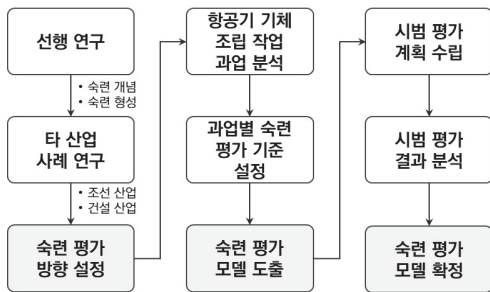 선행 연구
• 숙련 개념
• 숙련 형성
타 산업
사례 연구
• 조선 산업
• 건설 산업
숙련 평가
방향 설정
항공기 기체
조립 작업
과업 분석
과업별 숙련
평가 기준
설정
숙련 평가
모델 도출
시범 평가
계획 수립
시범 평가
결과 분석
숙련 평가
모델 확정